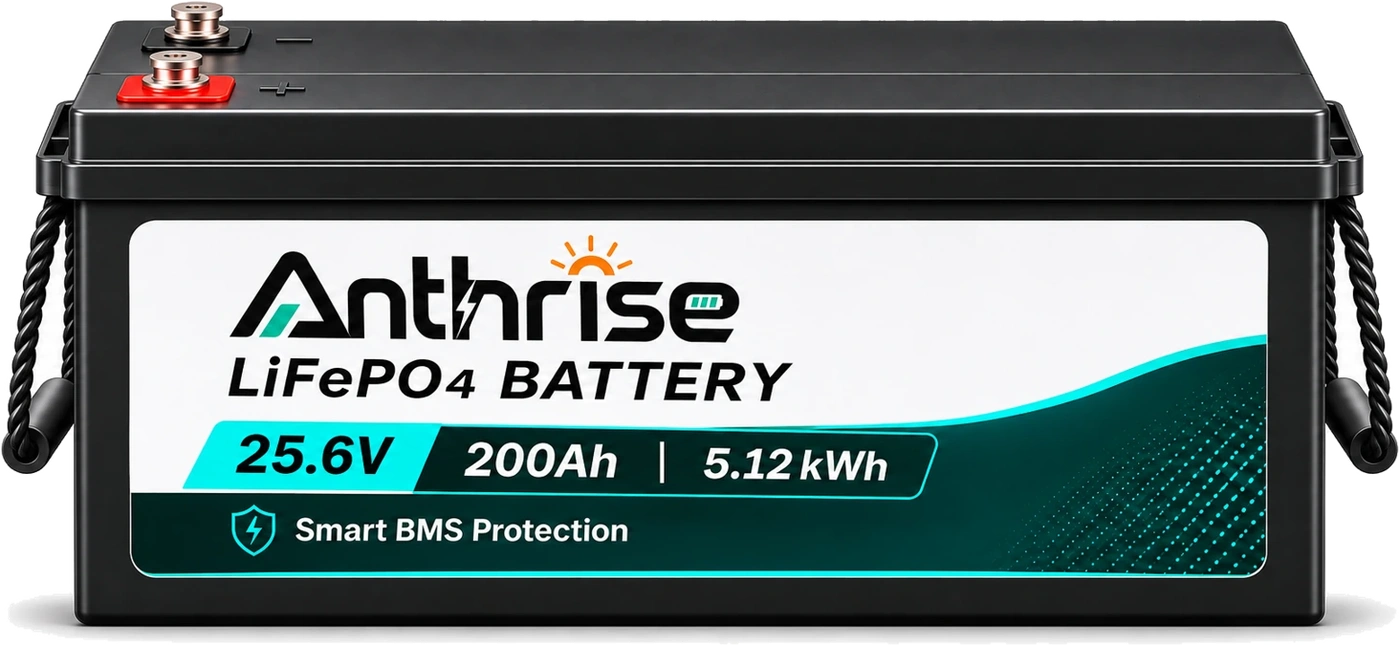 − 
+
Anthrise
LiFePO4 BATTERY
25.6V 200Ah | 5.12 kWh
Smart BMS Protection